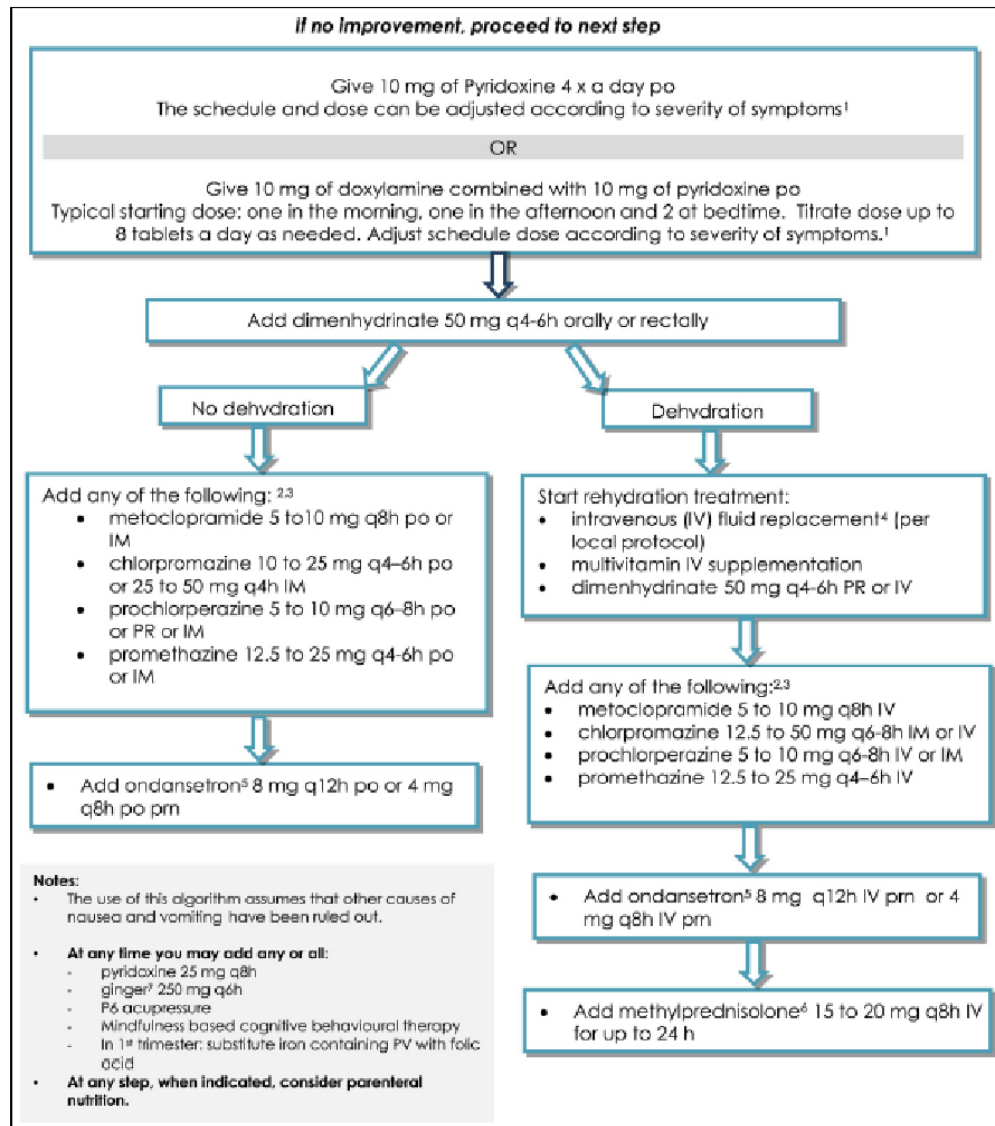 If no improvement, proceed to next step
Give 10 mg of Pyridoxine 4 x a day po
The schedule and dose can be adjusted according to severity of symptoms¹
OR
Give 10 mg of doxylamine combined with 10 mg of pyridoxine po
Typical starting dose: one in the morning, one in the afternoon and 2 at bedtime. Titrate dose up to
8 tablets a day as needed. Adjust schedule dose according to severity of symptoms.¹
Add dimenhydrinate 50 mg q4-6h orally or rectally
No dehydration
Add any of the following: ²,³
• metoclopramide 5 to10 mg q8h po or
IM
• chlorpromazine 10 to 25 mg q4–6h po
or 25 to 50 mg q4h IM
• prochlorperazine 5 to 10 mg q6–8h po
or PR or IM
• promethazine 12.5 to 25 mg q4-6h po
or IM
• Add ondansetron⁵ 8 mg q12h po or 4 mg
q8h po prn
Dehydration
Start rehydration treatment:
• intravenous (IV) fluid replacement⁴ (per
local protocol)
• multivitamin IV supplementation
• dimenhydrinate 50 mg q4-6h PR or IV
Add any of the following:²,³
• metoclopramide 5 to 10 mg q8h IV
• chlorpromazine 12.5 to 50 mg q6-8h IM or IV
• prochlorperazine 5 to 10 mg q6-8h IV or IM
• promethazine 12.5 to 25 mg q4–6h IV
• Add ondansetron⁵ 8 mg q12h IV prn or 4
mg q8h IV prn
• Add methylprednisolone⁶ 15 to 20 mg q8h IV
for up to 24 h
Notes:
• The use of this algorithm assumes that other causes of
nausea and vomiting have been ruled out.
• At any time you may add any or all:
- pyridoxine 25 mg q8h
- ginger⁷ 250 mg q6h
- P6 acupressure
- Mindfulness based cognitive behavioural therapy
- In 1st trimester: substitute iron containing PV with folic
acid
• At any step, when indicated, consider parenteral
nutrition.